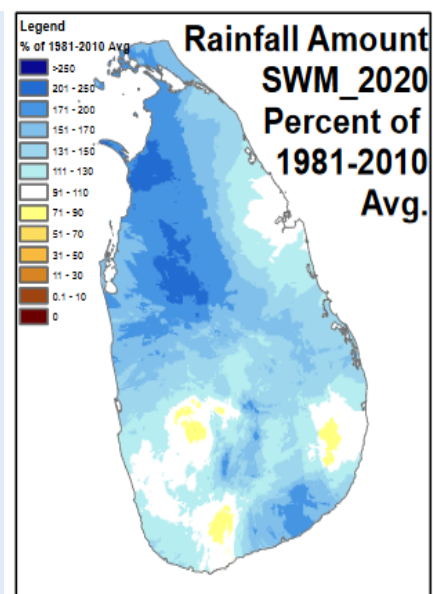 Legend
% of 1981-2010 Avg
>250
201 - 250
171 - 200
151 - 170
131 - 150
111 - 130
91 - 110
71 - 90
51 - 70
31 - 50
11 - 30
0.1 - 10
0
Rainfall Amount
SWM_2020
Percent of
1981-2010
Avg.